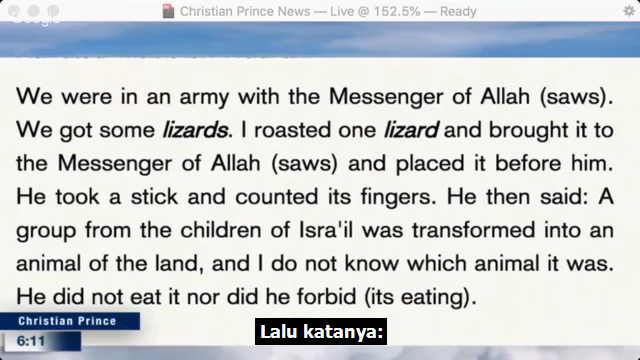 Christian Prince News — Live @ 152.5% — Ready
Google
We were in an army with the Messenger of Allah (saws).
We got some lizards. I roasted one lizard and brought it to
the Messenger of Allah (saws) and placed it before him.
He took a stick and counted its fingers. He then said: A
group from the children of Isra'il was transformed into an
animal of the land, and I do not know which animal it was.
He did not eat it nor did he forbid (its eating).
Christian Prince
6:11
Lalu katanya: